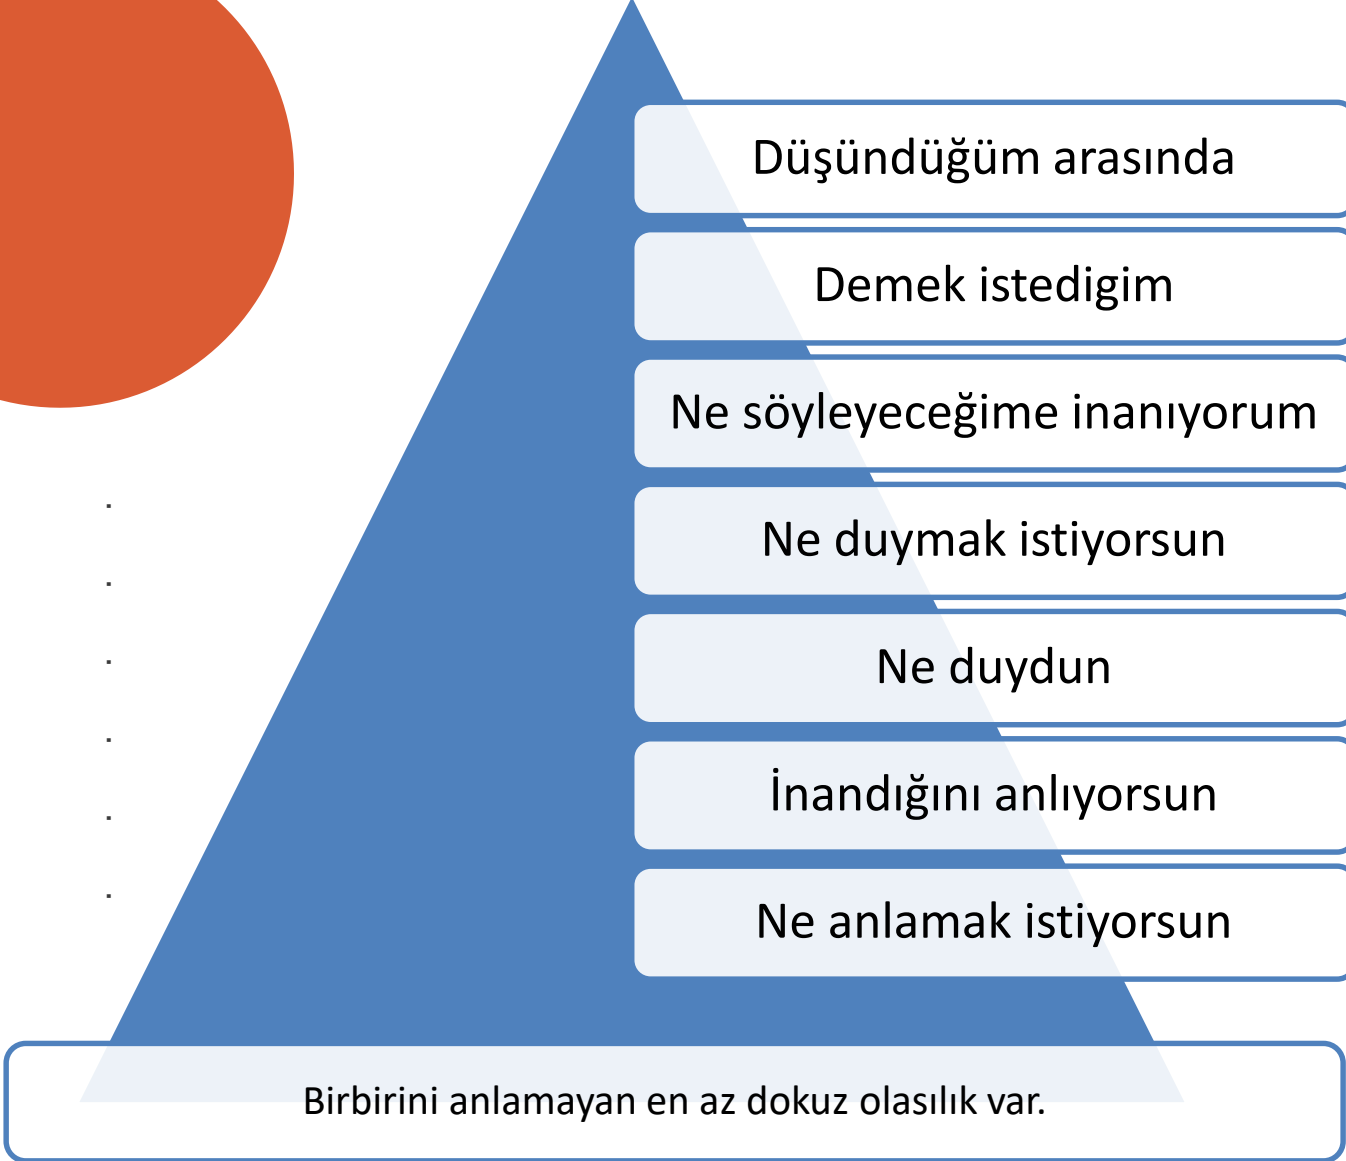 Düşündüğüm arasında
Demek istedigim
Ne söyleyeceğime inanıyorum
Ne duymak istiyorsun
Ne duydun
İnandığını anlıyorsun
Ne anlamak istiyorsun
Birbirini anlamayan en az dokuz olasılık var.